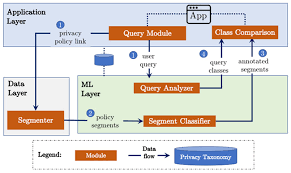 Application
Layer
App
1
privacy
policy link
Query Module
Class Comparison
1
user
query
4
query
classes
3
annotated
segments
Data
Layer
ML
Layer
Query Analyzer
Segmenter
2
policy
segments
Segment Classifier
Legend:
Module
Data
flow
Privacy Taxonomy